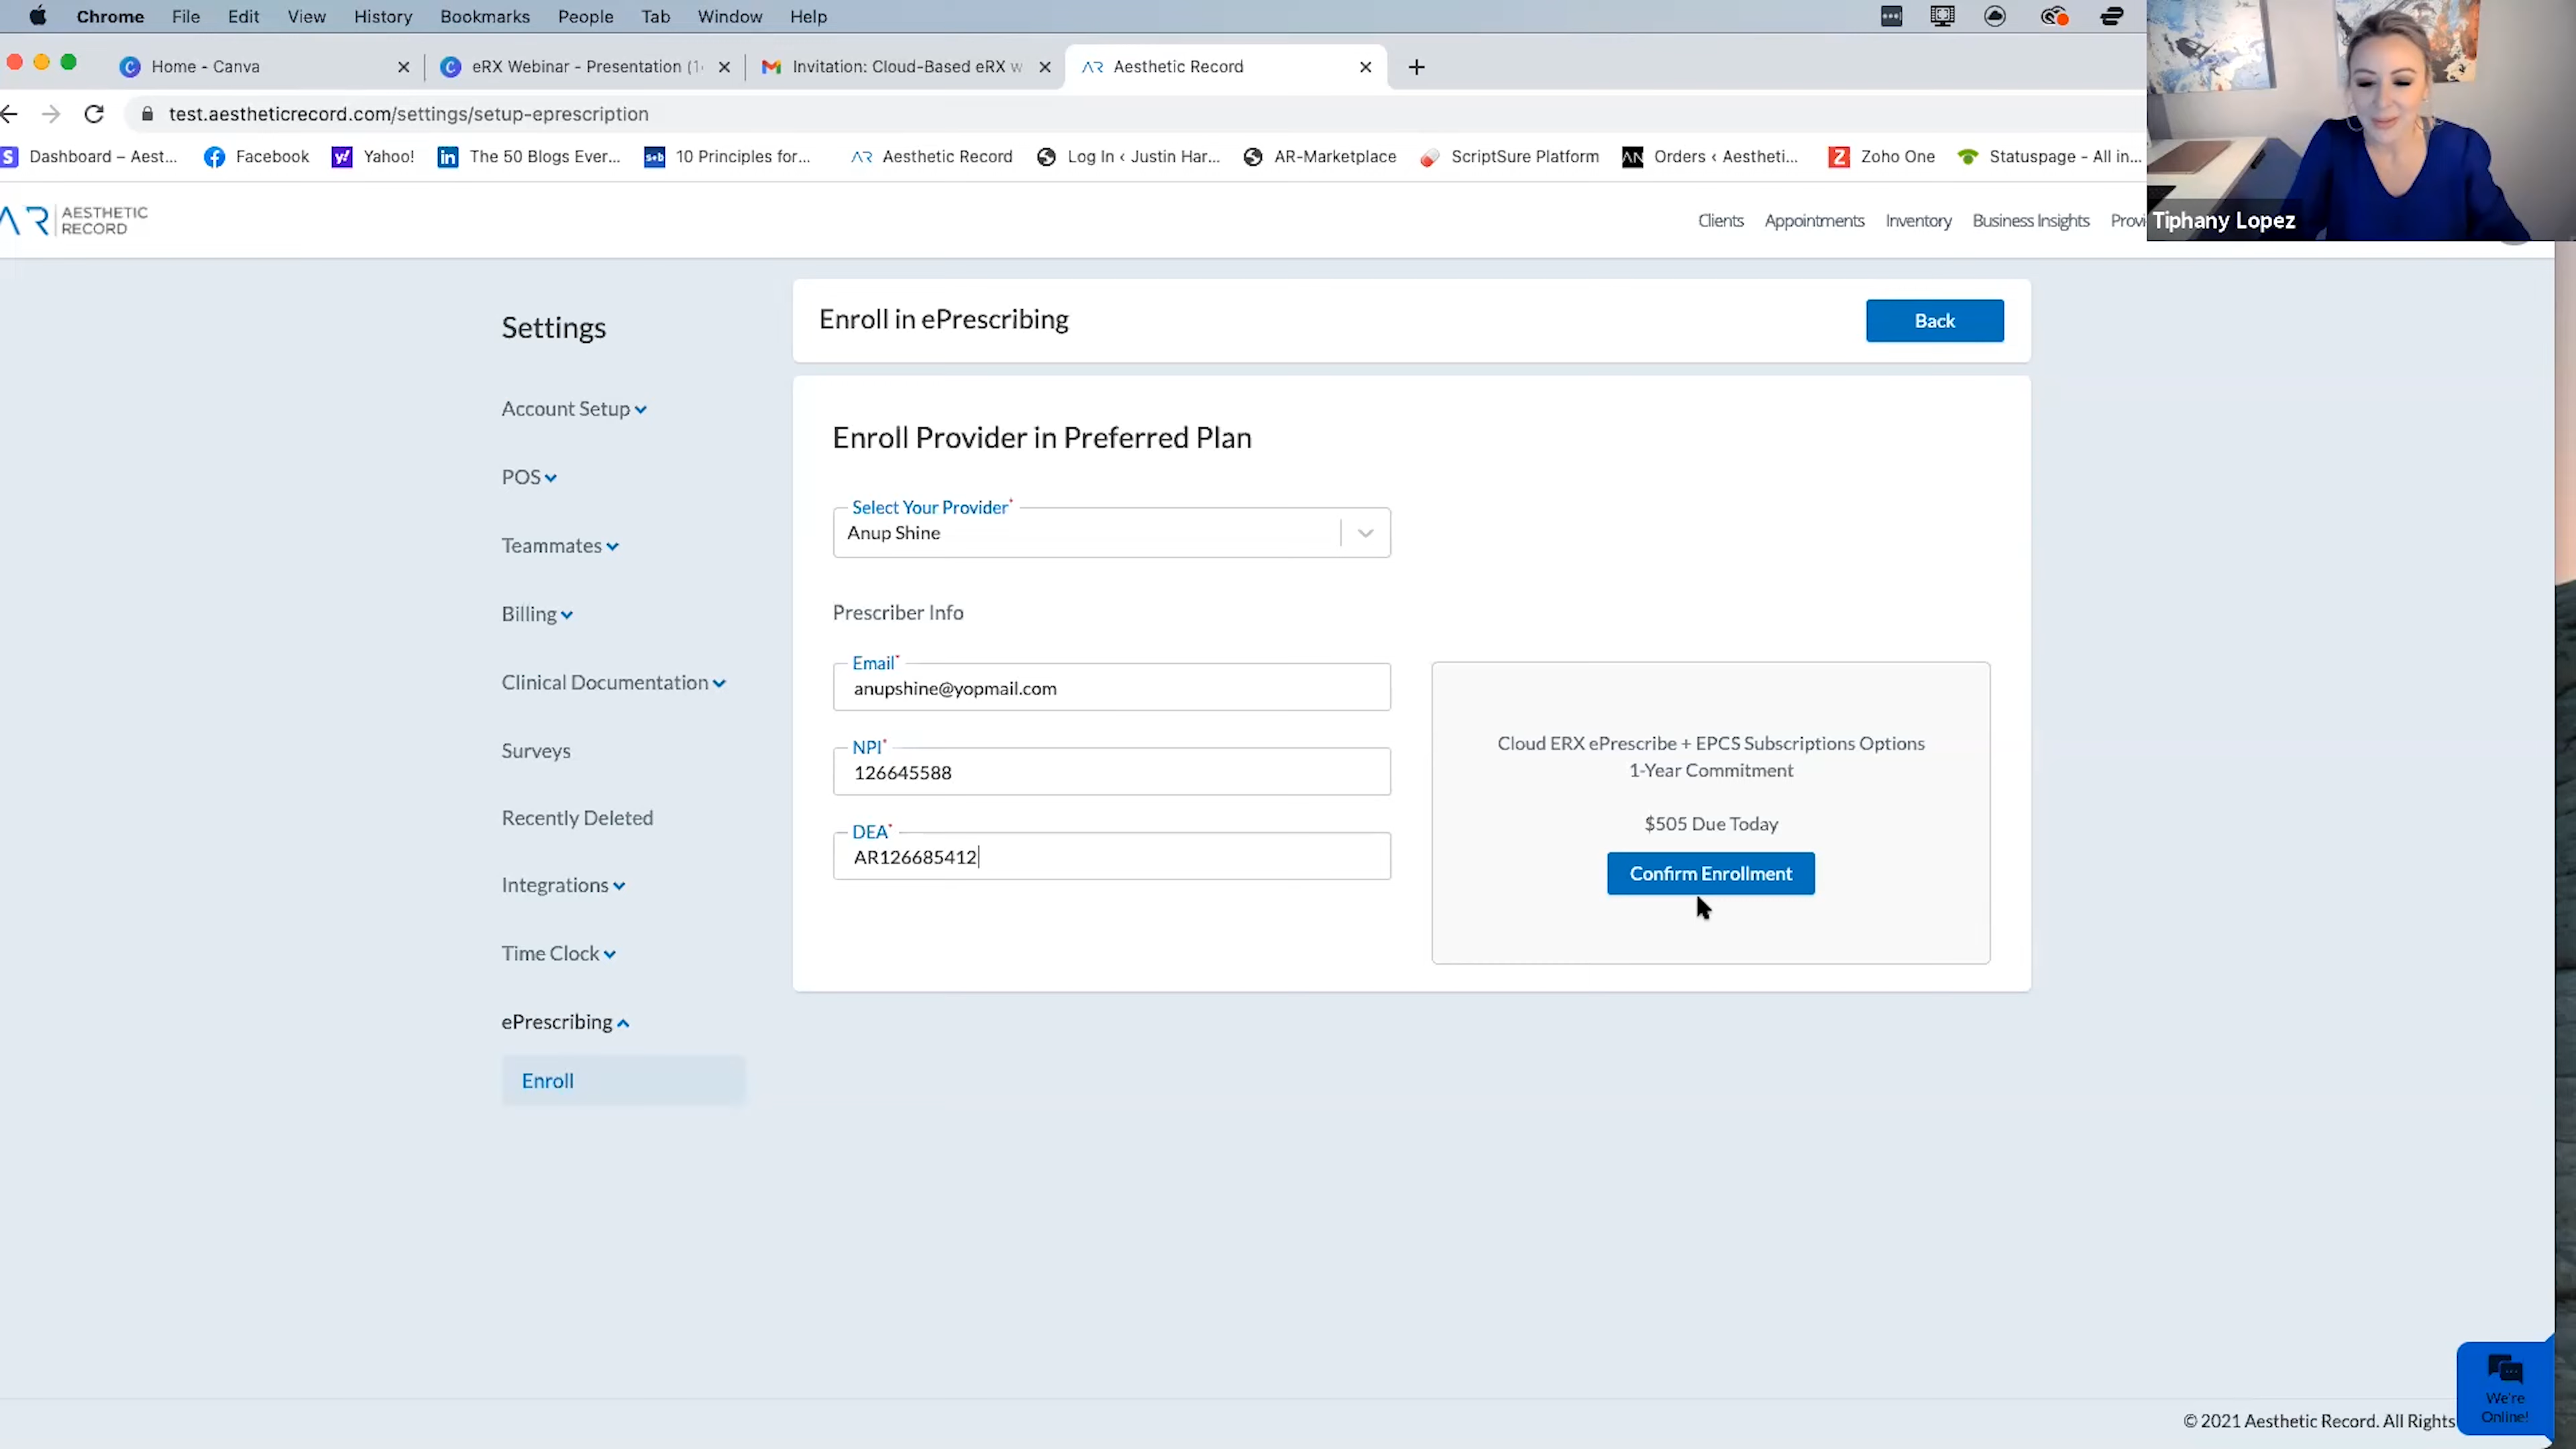 Chrome File Edit View History Bookmarks People Tab Window Help
Home - Canva
eRX Webinar - Presentation (1
Invitation: Cloud-Based eRX w
Aesthetic Record
test.aestheticrecord.com/settings/setup-eprescription
Dashboard – Aest...
Facebook
Yahoo!
The 50 Blogs Ever...
10 Principles for...
Aesthetic Record
Log In ‹ Justin Har...
AR-Marketplace
ScriptSure Platform
Orders ‹ Aestheti...
Zoho One
Statuspage - All in...
AR AESTHETIC
RECORD
Clients Appointments Inventory Business Insights Provi
Tiphany Lopez
Settings
Account Setup
POS
Teammates
Billing
Clinical Documentation
Surveys
Recently Deleted
Integrations
Time Clock
ePrescribing
Enroll
Enroll in ePrescribing
Back
Enroll Provider in Preferred Plan
Select Your Provider*
Anup Shine
Prescriber Info
Email*
anupshine@yopmail.com
NPI*
126645588
DEA*
AR126685412
Cloud ERX ePrescribe + EPCS Subscriptions Options
1-Year Commitment
$505 Due Today
Confirm Enrollment
We're
Online!
© 2021 Aesthetic Record. All Rights